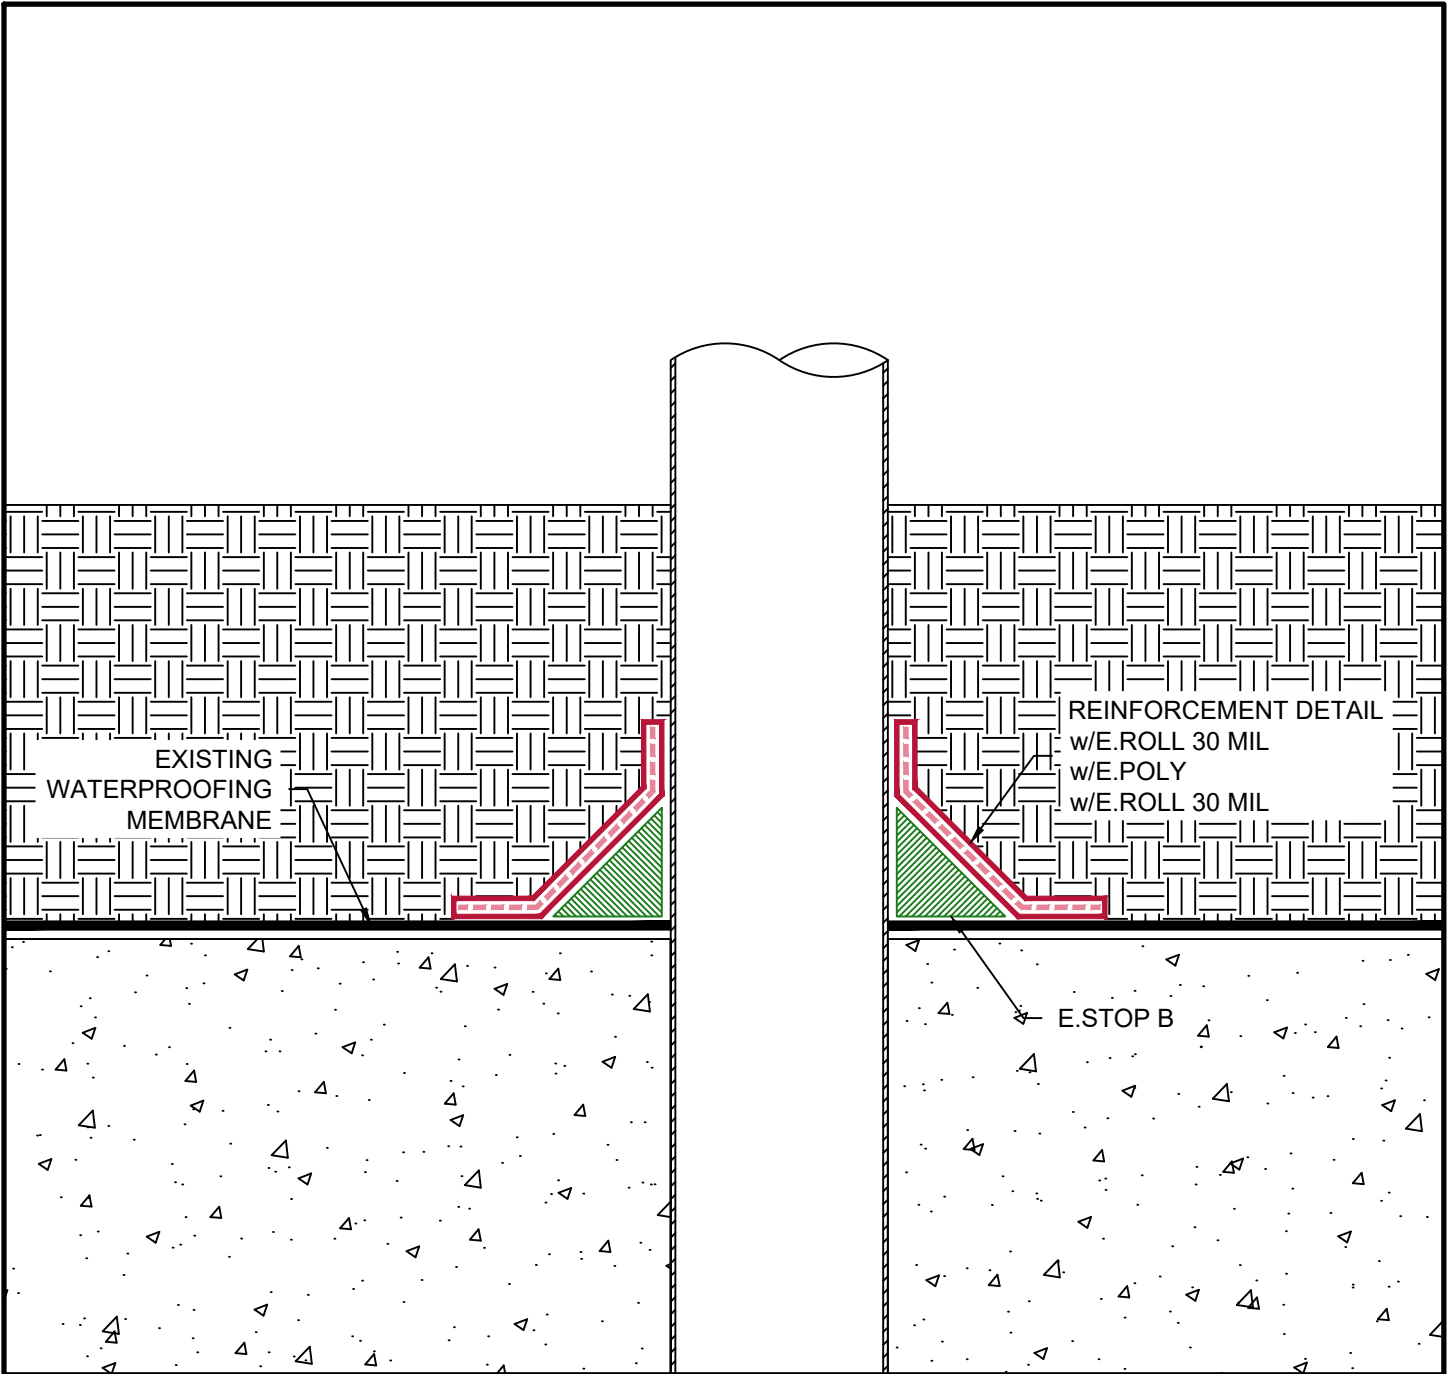 REINFORCEMENT DETAIL
w/E.ROLL 30 MIL
w/E.POLY
w/E.ROLL 30 MIL
EXISTING
WATERPROOFING
MEMBRANE
E.STOP B